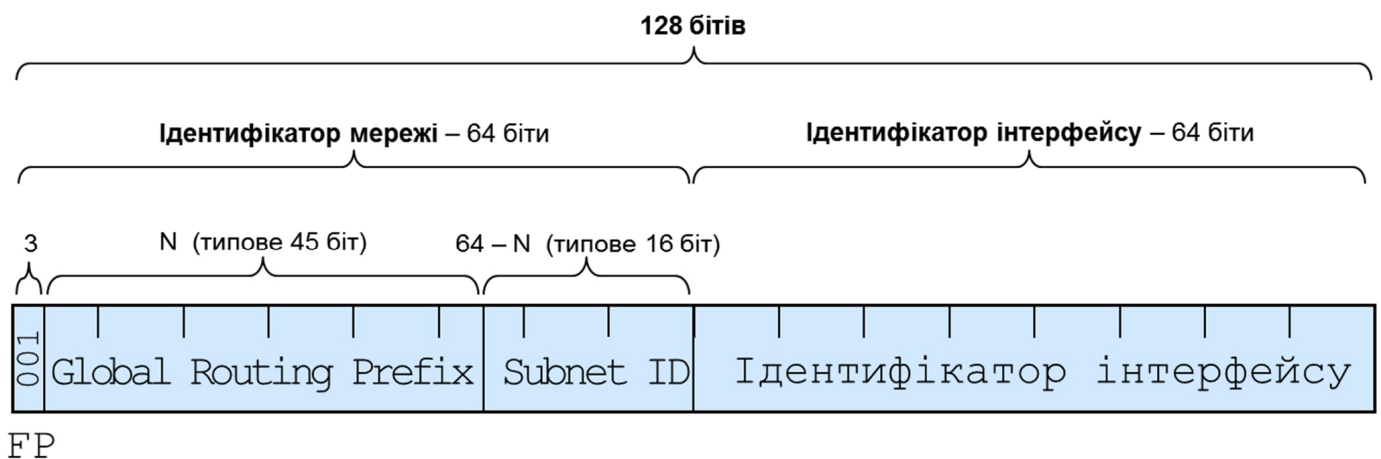 128 бітів
Ідентифікатор мережі – 64 біти
Ідентифікатор інтерфейсу – 64 біти
3
N (типове 45 біт)
64 – N (типове 16 біт)
001
Global Routing Prefix
Subnet ID
Ідентифікатор інтерфейсу
FP